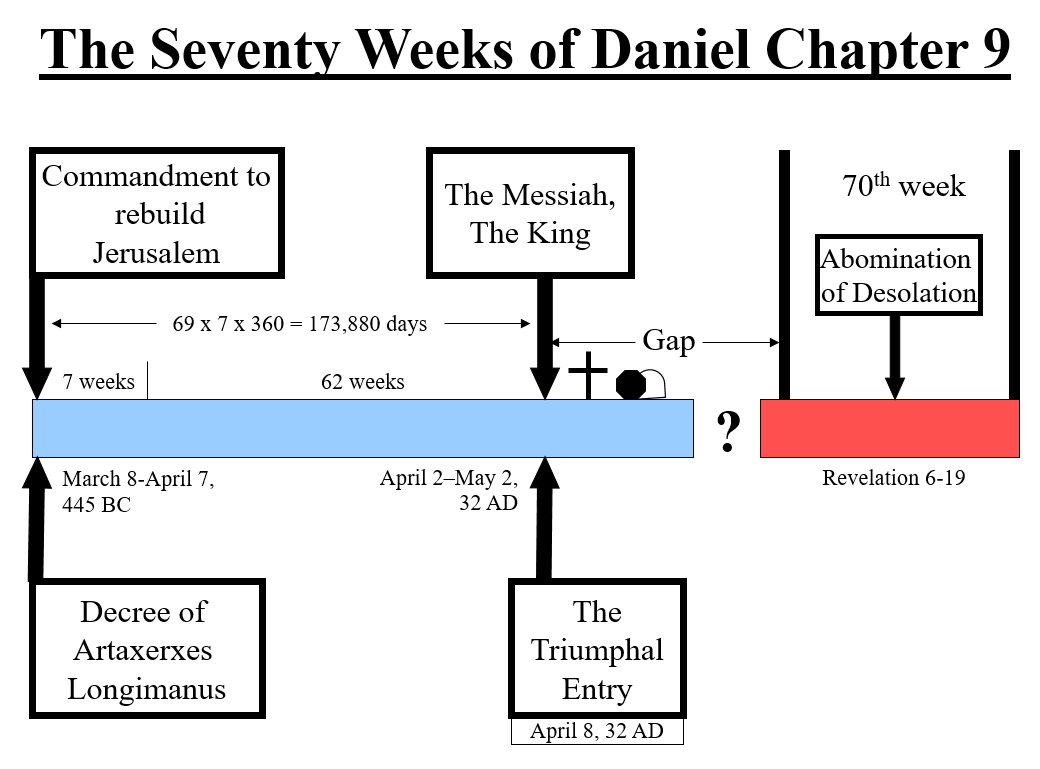 The Seventy Weeks of Daniel Chapter 9
Commandment to
rebuild
Jerusalem
The Messiah,
The King
70th week
Abomination
of Desolation
69 x 7 x 360 = 173,880 days
Gap
7 weeks
62 weeks
?
March 8-April 7,
445 BC
April 2–May 2,
32 AD
Revelation 6-19
Decree of
Artaxerxes
Longimanus
The
Triumphal
Entry
April 8, 32 AD